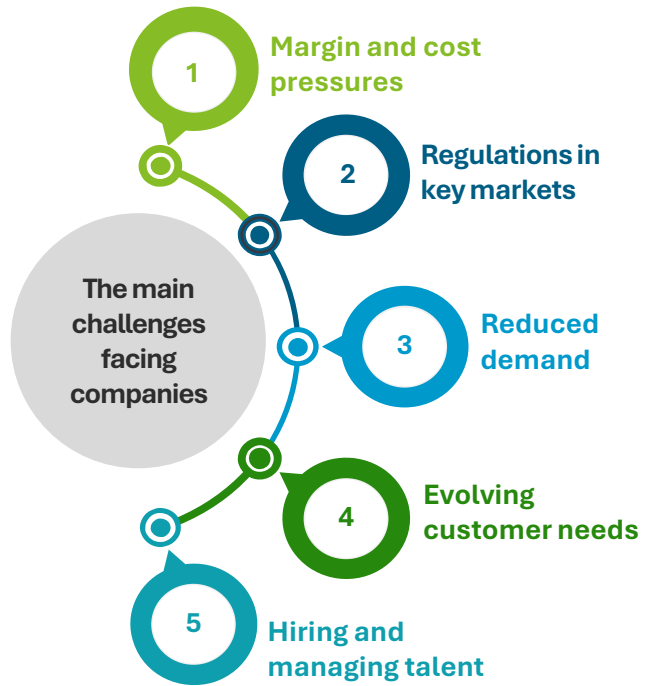 The main
challenges
facing
companies
1
Margin and cost
pressures
2
Regulations in
key markets
3
Reduced
demand
4
Evolving
customer needs
5
Hiring and
managing talent